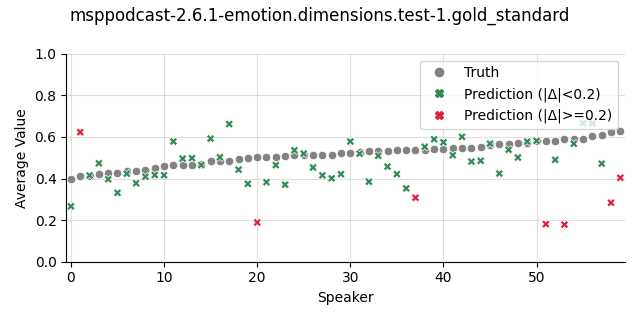 msppodcast-2.6.1-emotion.dimensions.test-1.gold_standard
1.0
0.8
0.6
0.4
0.2
0.0
Average Value
Truth
Prediction (|Δ|<0.2)
Prediction (|Δ|>=0.2)
0
10
20
30
40
50
Speaker